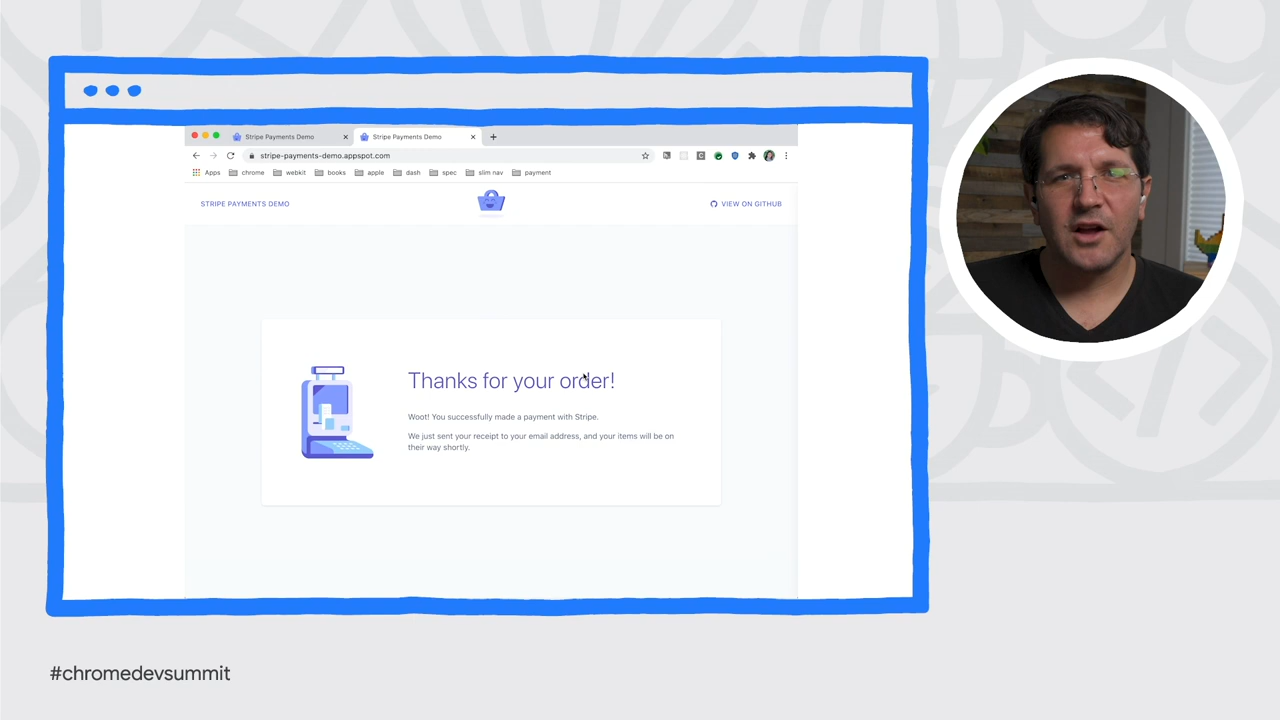 Stripe Payments Demo
Stripe Payments Demo
stripe-payments-demo.appspot.com
Apps chrome webkit books apple dash spec slim nav payment
STRIPE PAYMENTS DEMO
VIEW ON GITHUB
Thanks for your order!
Woot! You successfully made a payment with Stripe.
We just sent your receipt to your email address, and your items will be on
their way shortly.
#chromedevsummit